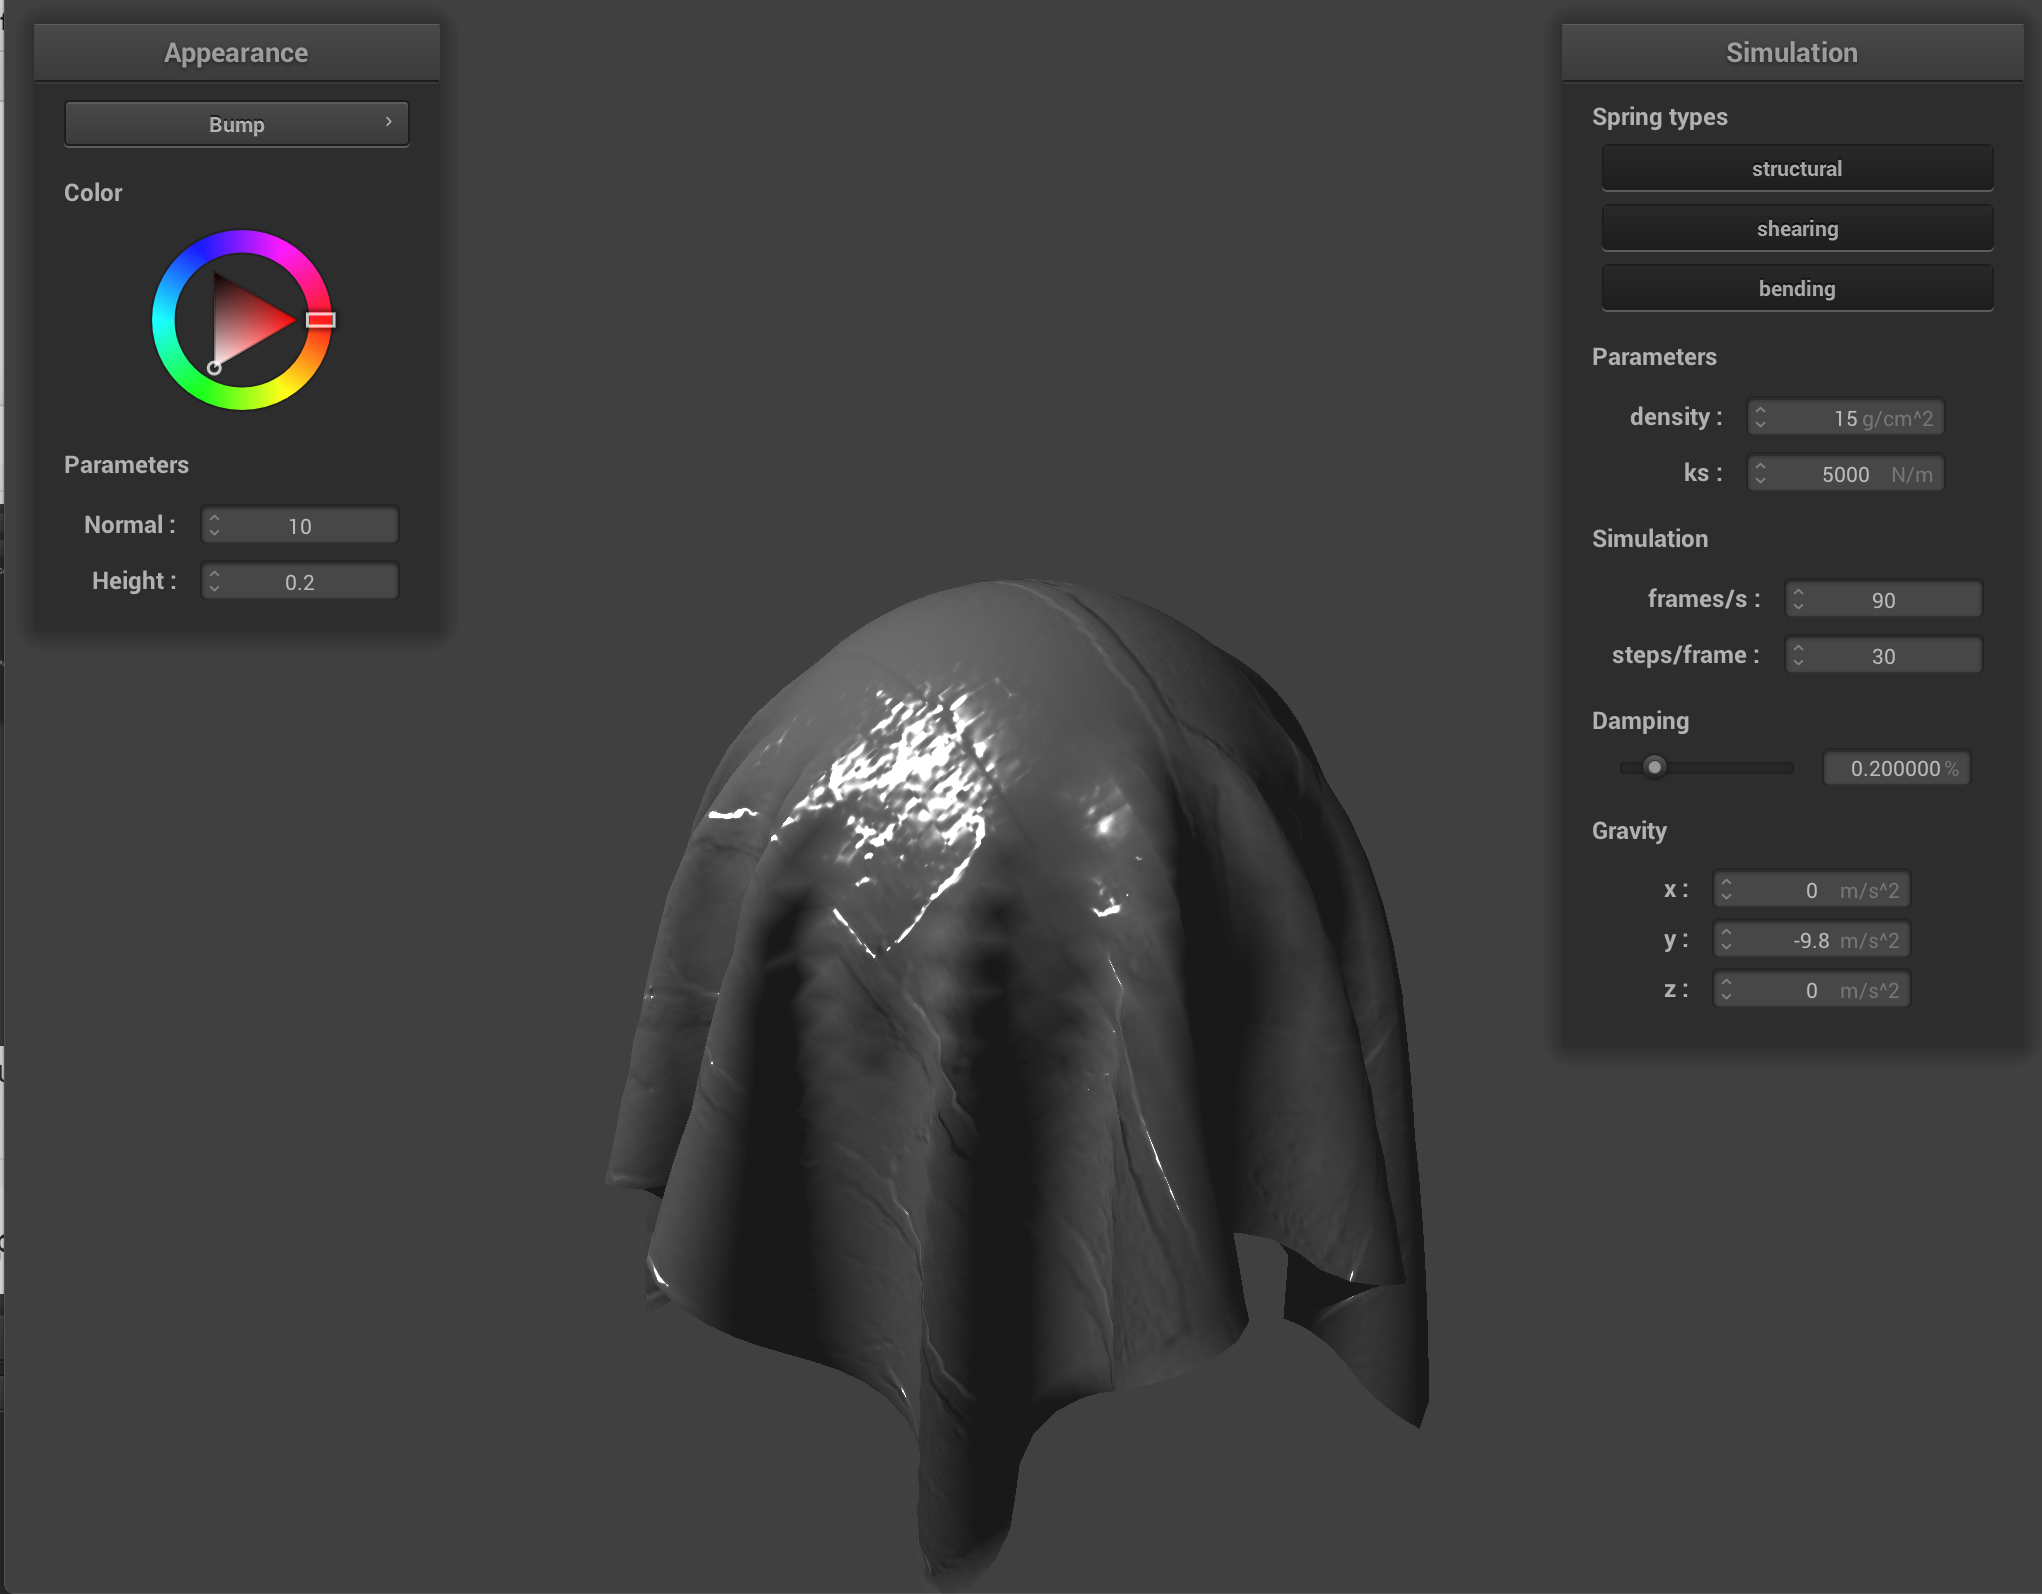 Appearance
Bump
Color
Parameters
Normal : 10
Height : 0.2
Simulation
Spring types
structural
shearing
bending
Parameters
density : 15 g/cm^2
ks : 5000 N/m
Simulation
frames/s : 90
steps/frame : 30
Damping
0.200000 %
Gravity
x : 0 m/s^2
y : -9.8 m/s^2
z : 0 m/s^2